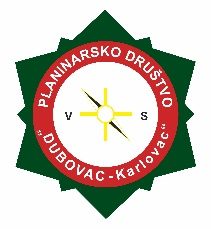 PLANINARSKO DRUŠTVO
V S
„DUBOVAC-Karlovac“